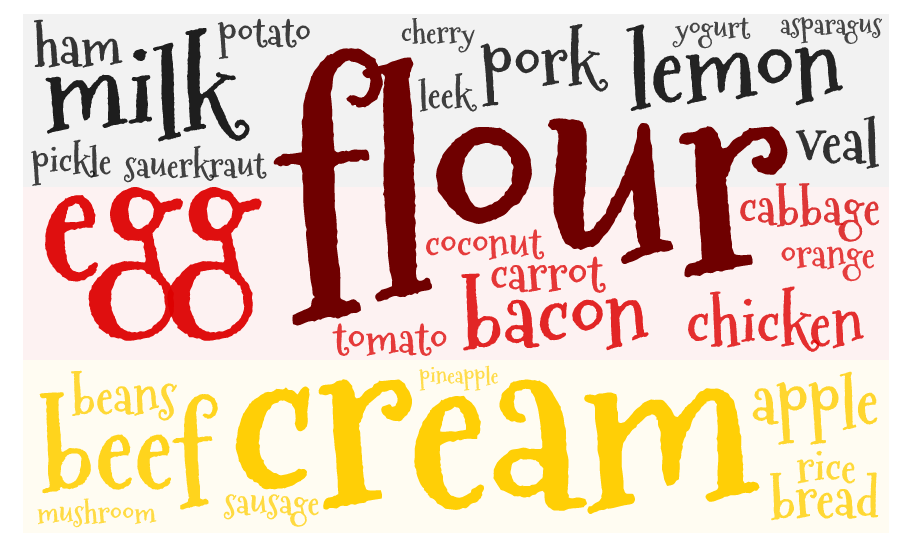 ham
potato
cherry
yogurt
asparagus
milk
leek
pork
lemon
pickle
sauerkraut
flour
veal
egg
cabbage
coconut
orange
carrot
bacon
chicken
tomato
beans
pineapple
beef
cream
apple
rice
bread
mushroom
sausage